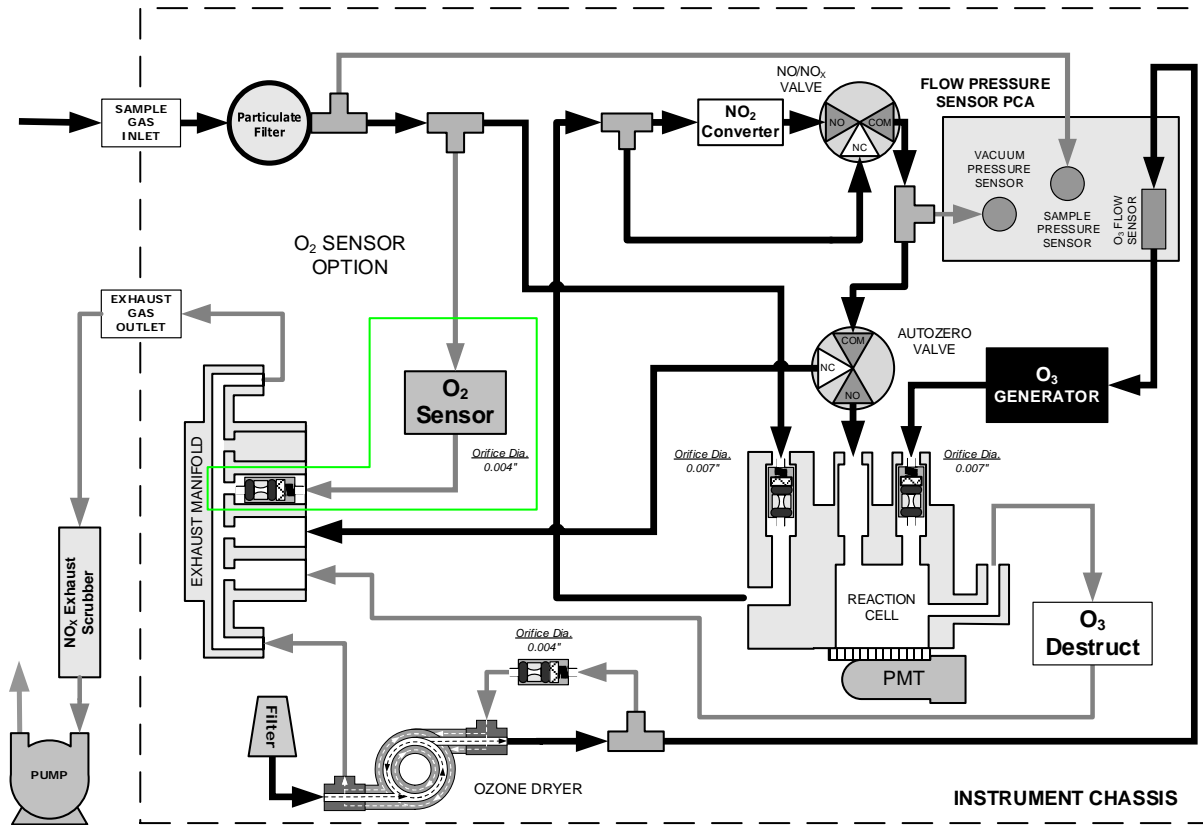 SAMPLE
GAS
INLET
Particulate
Filter
NO/NOX
VALVE
NO
COM
NC
NO2
Converter
FLOW PRESSURE
SENSOR PCA
VACUUM
PRESSURE
SENSOR
SAMPLE
PRESSURE
SENSOR
O3 FLOW
SENSOR
O2 SENSOR
OPTION
EXHAUST
GAS
OUTLET
O2
Sensor
Orifice Dia.
0.004"
COM
NC
NO
AUTOZERO
VALVE
O3
GENERATOR
Orifice Dia.
0.007"
Orifice Dia.
0.007"
EXHAUST MANIFOLD
NOX Exhaust
Scrubber
REACTION
CELL
O3
Destruct
PMT
Orifice Dia.
0.004"
Filter
PUMP
OZONE DRYER
INSTRUMENT CHASSIS